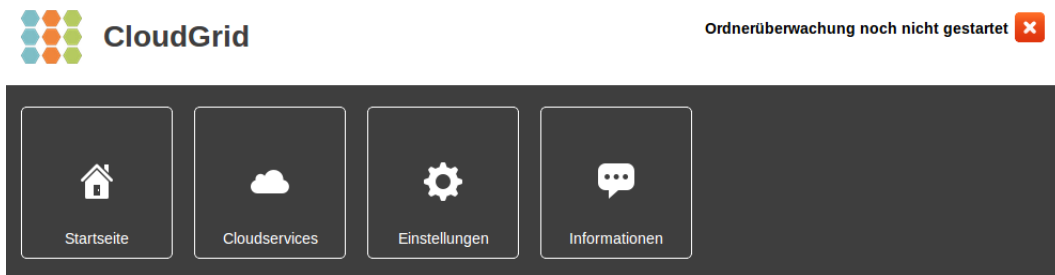 CloudGrid
Ordnerüberwachung noch nicht gestartet
Startseite
Cloudservices
Einstellungen
Informationen